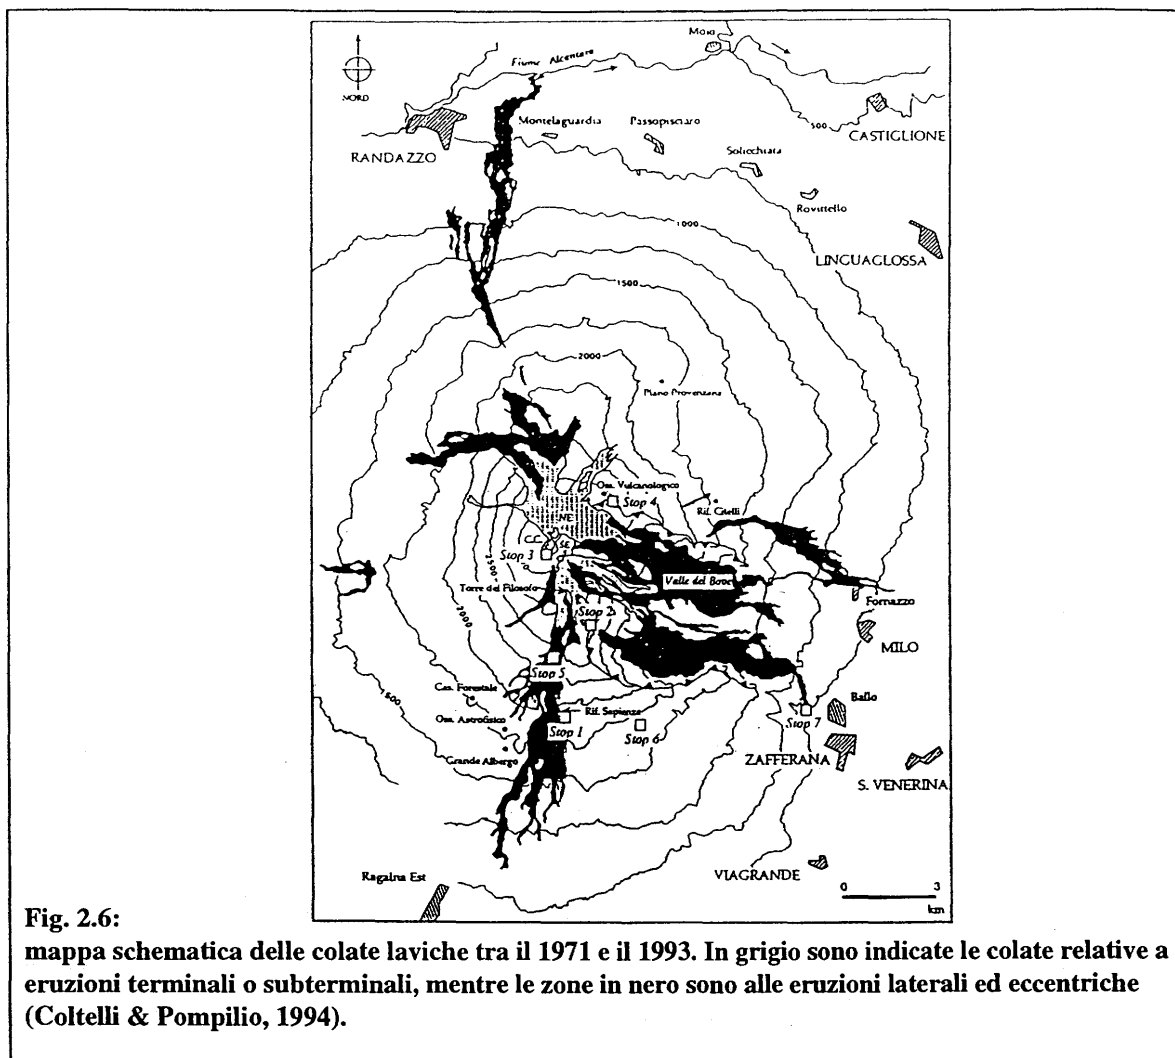 Moio
Fiume Alcantara
NORD
500
CASTIGLIONE
Montelaguardia
Passopisciaro
RANDAZZO
Solicchiata
Rovittello
1000
LINGUAGLOSSA
1500
2000
Piano Provenzana
Oss. Vulcanologico
Stop 4
Rif. Citelli
NE
C.C.
SE
Stop 3
2500
Valle del Bove
Torre del Filosofo
Fornazzo
Stop 2
2000
MILO
Stop 5
Cas. Forestale
Ballo
1500
Rif. Sapienza
Oss. Astrofisico
Stop 1
Stop 6
Stop 7
Grande Albergo
ZAFFERANA
S. VENERINA
VIAGRANDE
Ragalna Est
0 3
km
Fig. 2.6:
mappa schematica delle colate laviche tra il 1971 e il 1993. In grigio sono indicate le colate relative a
eruzioni terminali o subterminali, mentre le zone in nero sono alle eruzioni laterali ed eccentriche
(Coltelli & Pompilio, 1994).